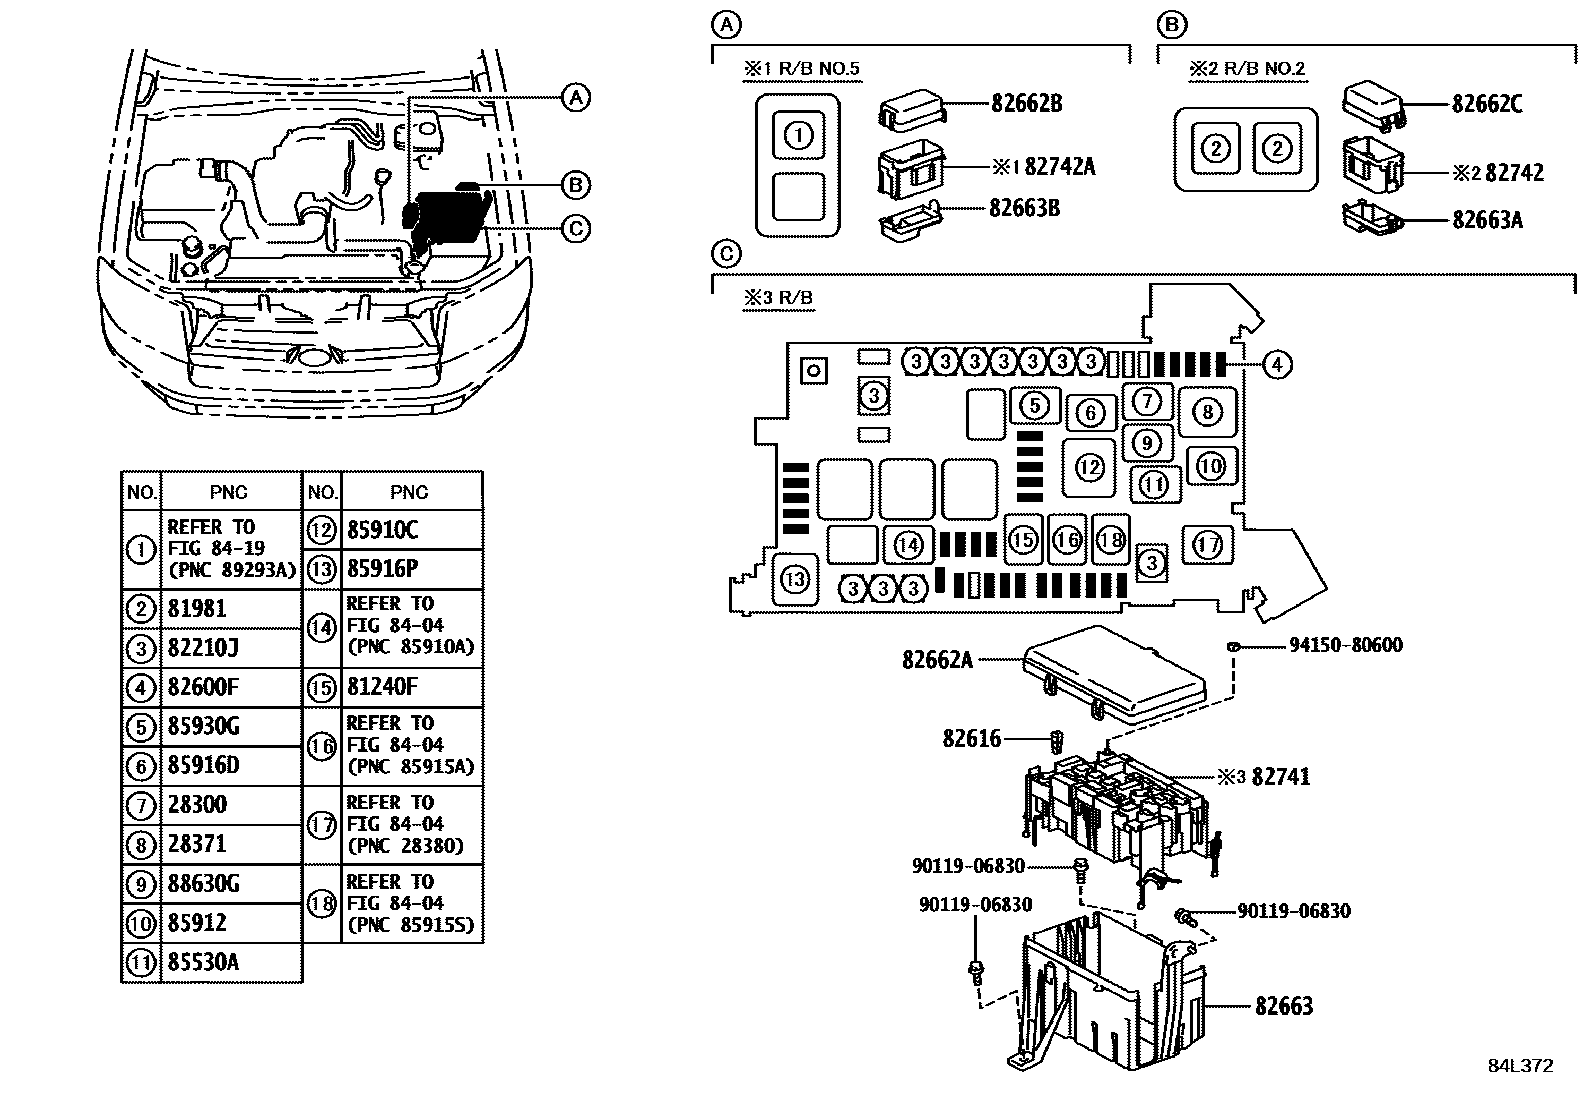 A
B
C
A
※1 R/B NO.5
1
82662B
※1 82742A
82663B
B
※2 R/B NO.2
2 2
82662C
※2 82742
82663A
C
※3 R/B
3 3 3 3 3 3 3
4
3
5
6
7
8
9
10
11
12
13
14
15
16
18
17
3
3 3 3
82662A
94150-80600
82616
※3 82741
90119-06830
90119-06830
90119-06830
82663
NO. PNC NO. PNC
1 REFER TO
FIG 84-19
(PNC 89293A)
2 81981
3 82210J
4 82600F
5 85930G
6 85916D
7 28300
8 28371
9 88630G
10 85912
11 85530A
12 85910C
13 85916P
14 REFER TO
FIG 84-04
(PNC 85910A)
15 81240F
16 REFER TO
FIG 84-04
(PNC 85915A)
17 REFER TO
FIG 84-04
(PNC 28380)
18 REFER TO
FIG 84-04
(PNC 85915S)
84L372